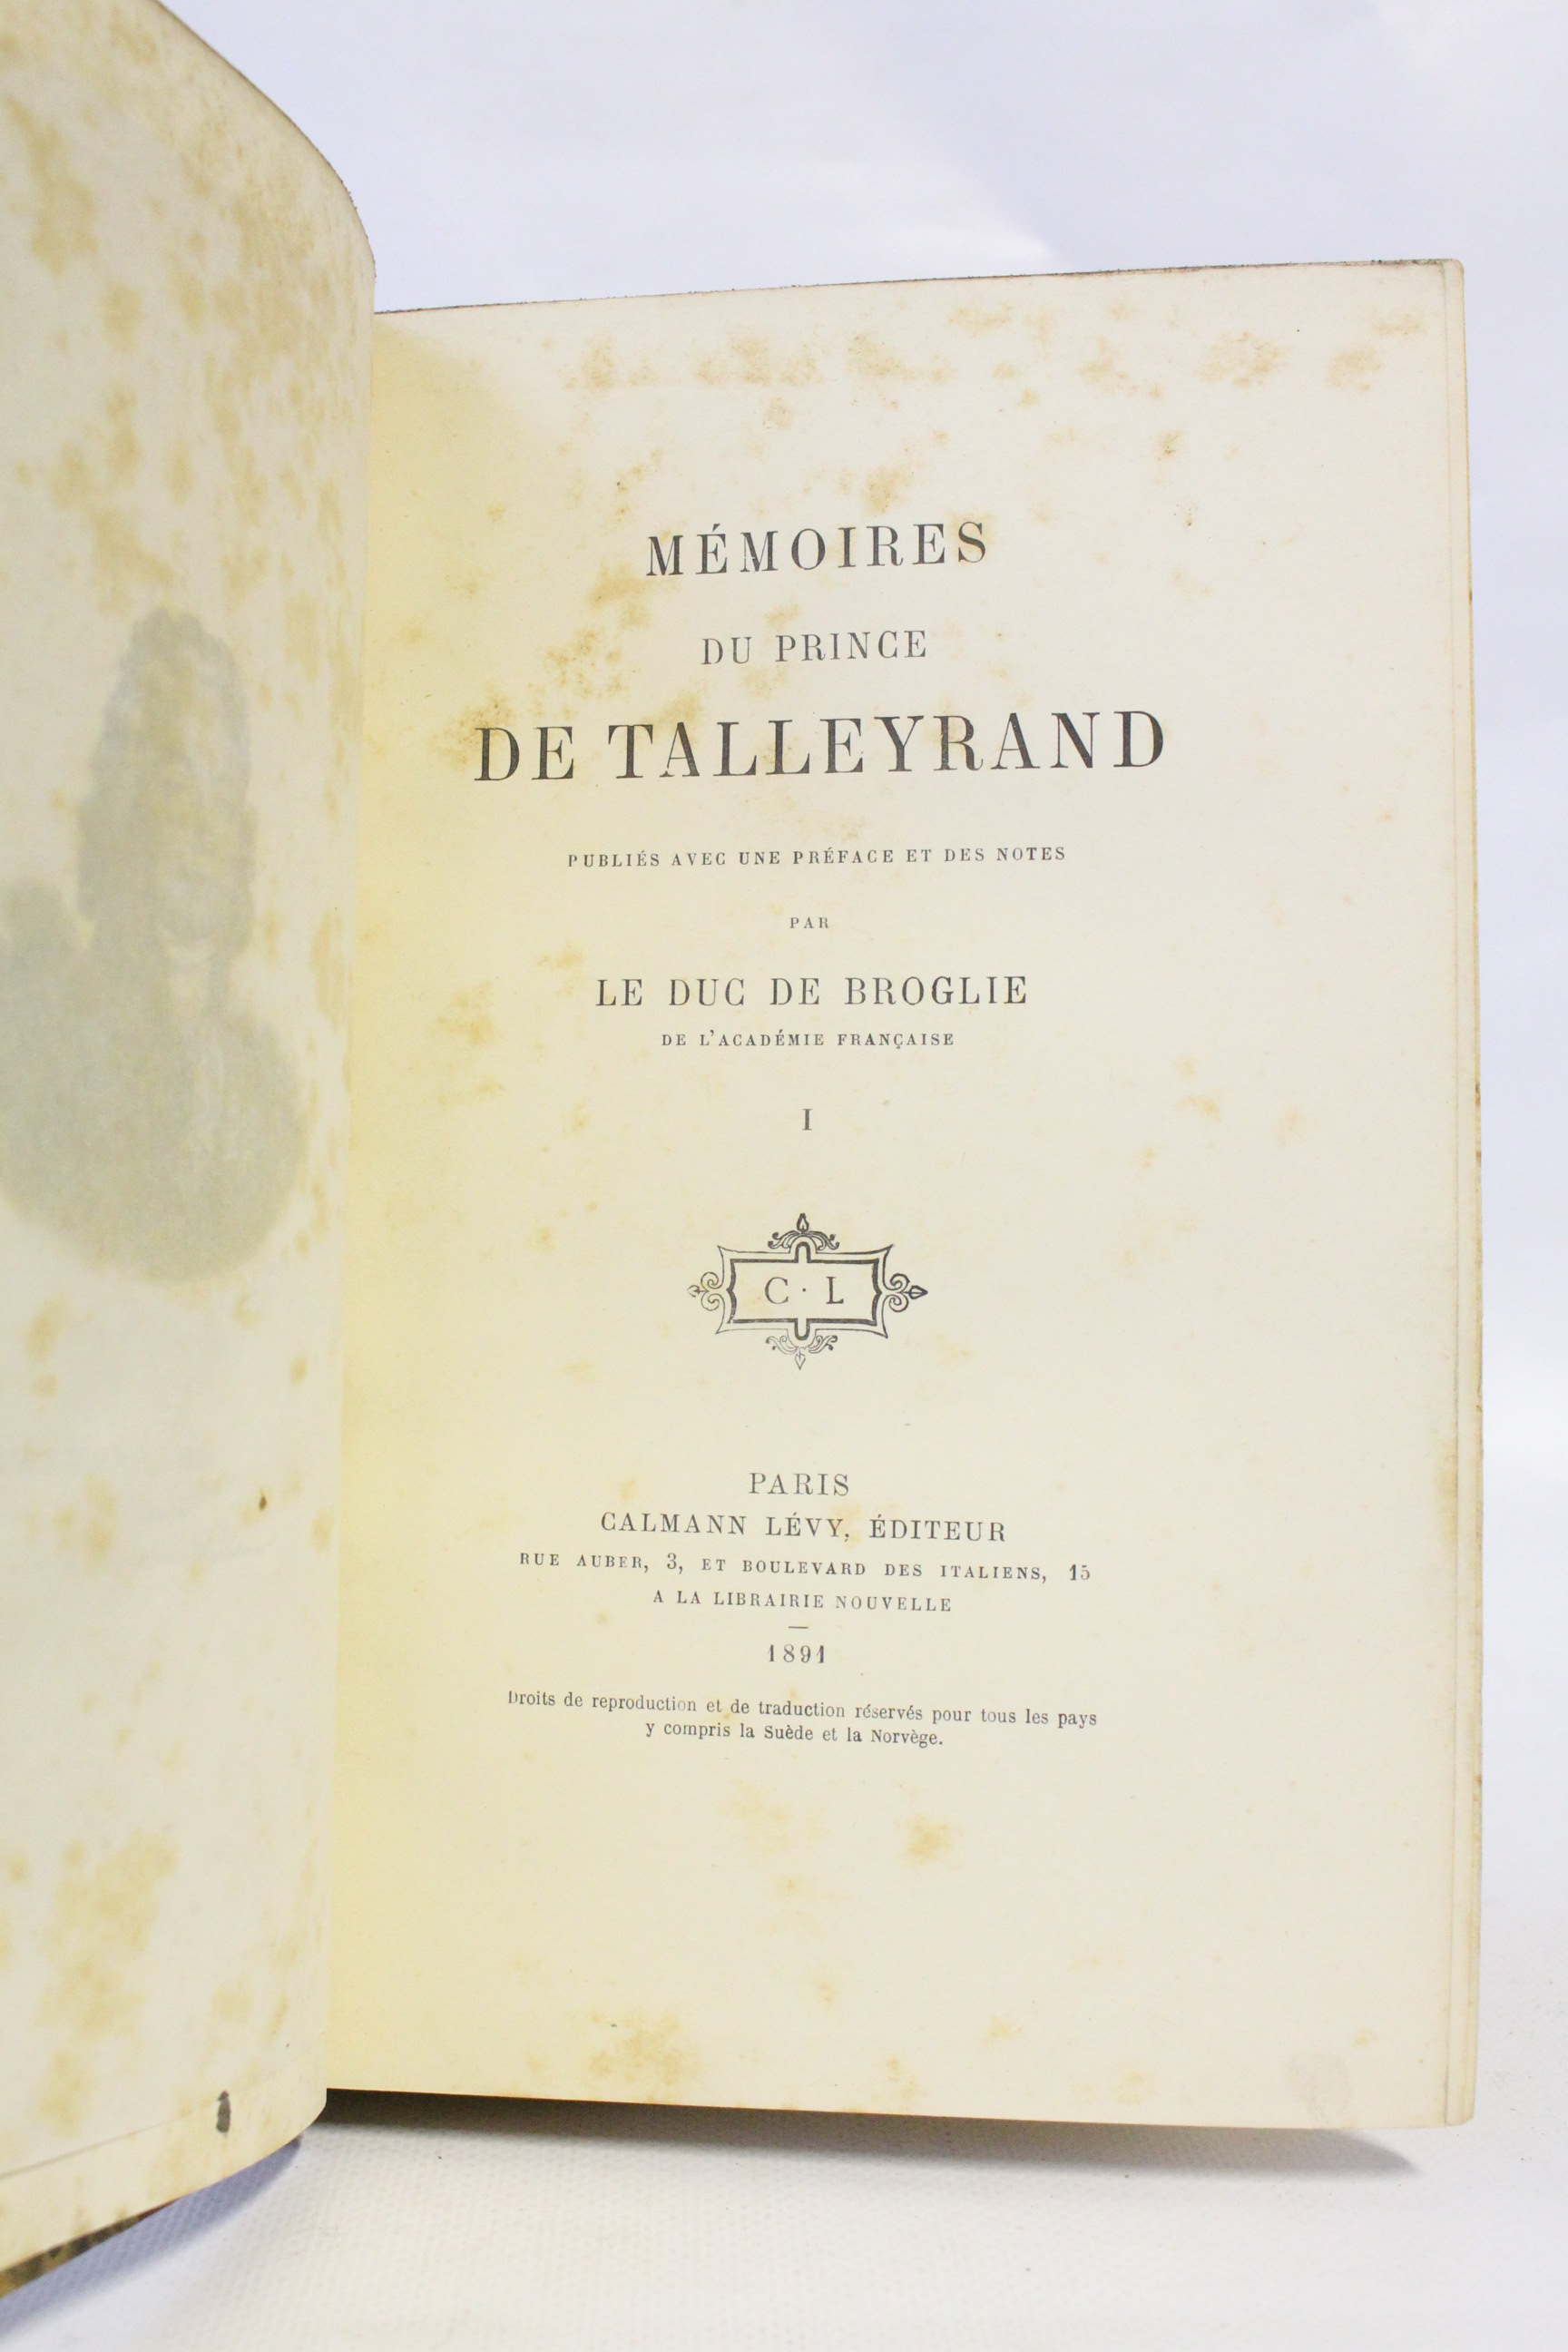 MÉMOIRES
DU PRINCE
DE TALLEYRAND
PUBLIÉS AVEC UNE PRÉFACE ET DES NOTES
PAR
LE DUC DE BROGLIE
DE L'ACADÉMIE FRANÇAISE
I
C · L
PARIS
CALMANN LÉVY, ÉDITEUR
RUE AUBER, 3, ET BOULEVARD DES ITALIENS, 15
A LA LIBRAIRIE NOUVELLE
1891
Droits de reproduction et de traduction réservés pour tous les pays
y compris la Suède et la Norvège.